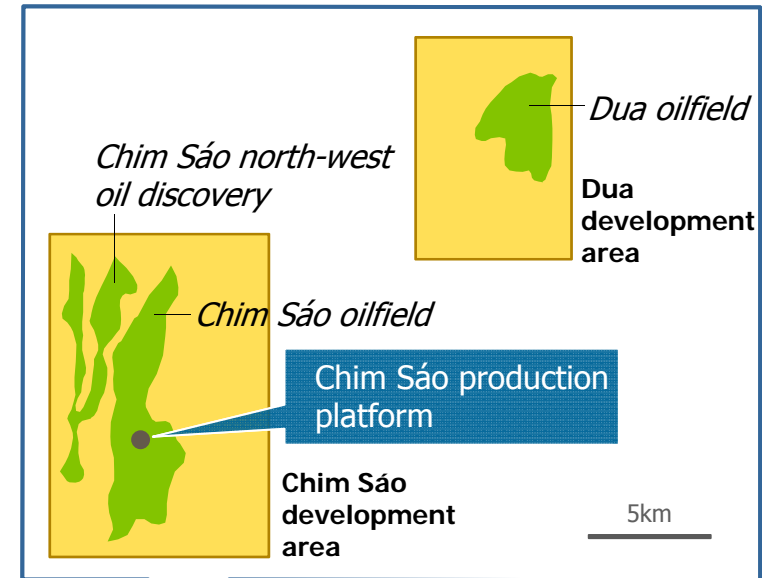 Dua oilfield
Chim Sáo north-west
oil discovery
Dua
development
area
Chim Sáo oilfield
Chim Sáo production
platform
Chim Sáo
development
area
5km